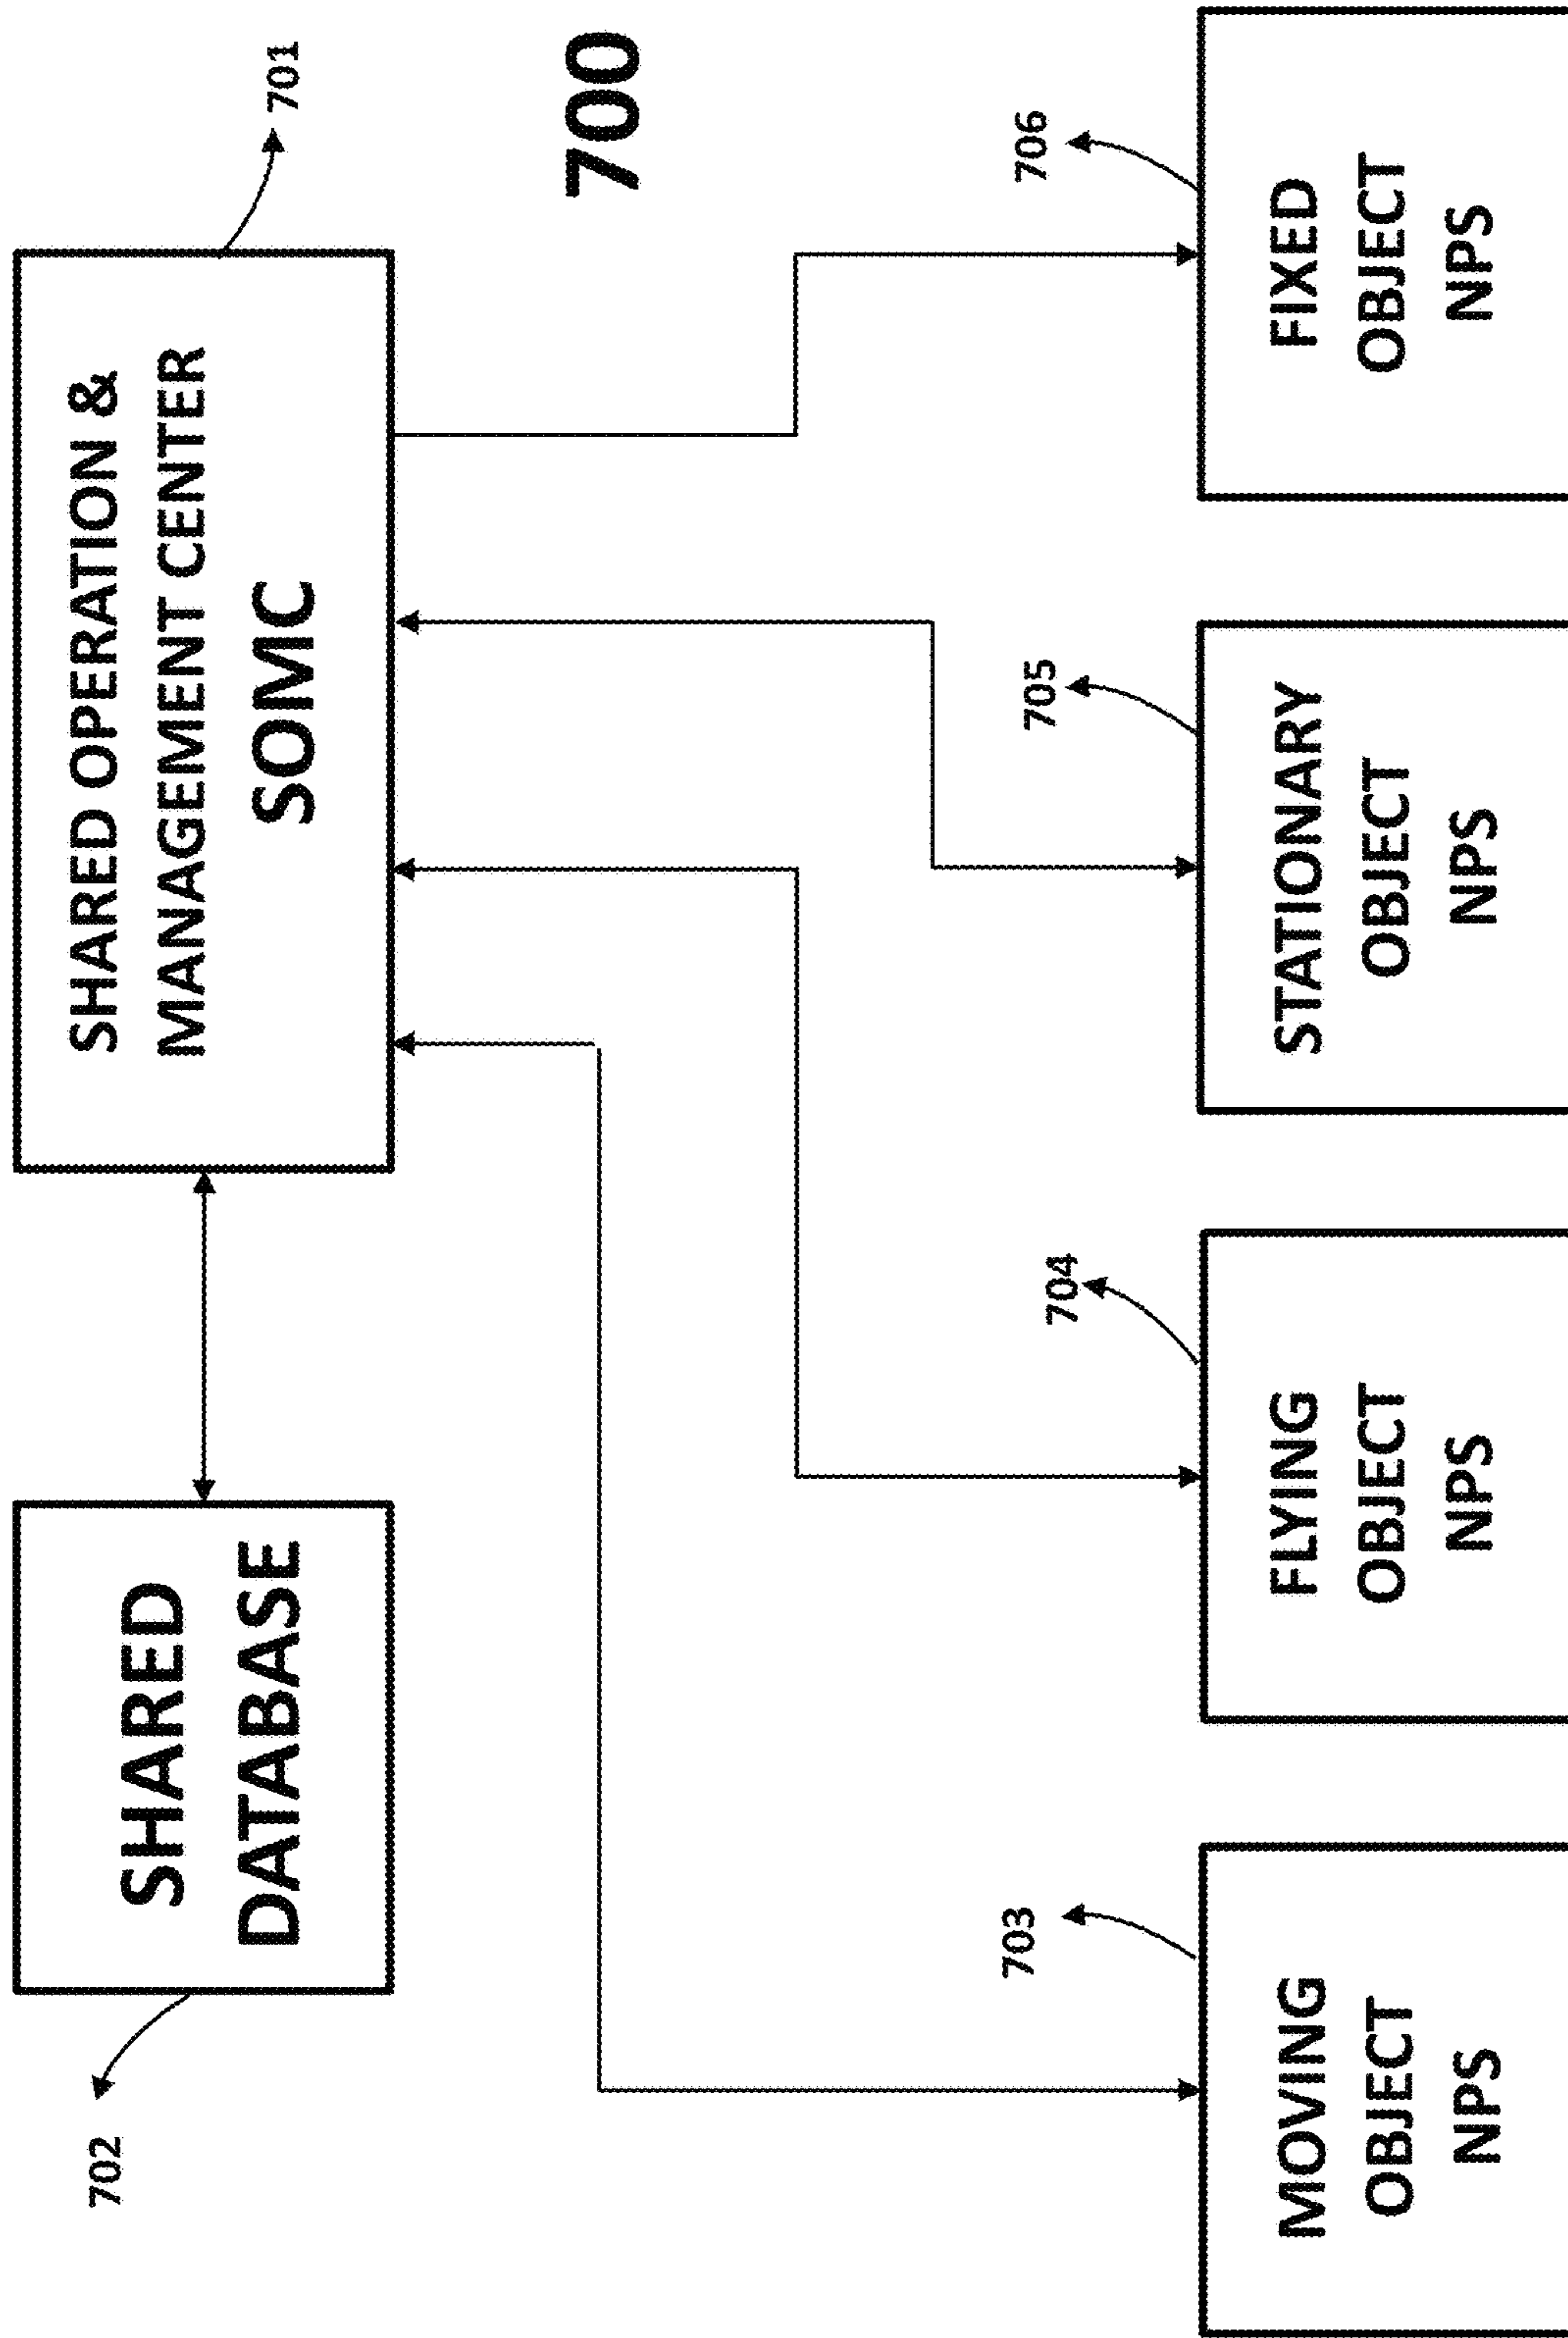 702
SHARED
DATABASE
SHARED OPERATION &
MANAGEMENT CENTER
SOMC
701
700
703
MOVING
OBJECT
NPS
704
FLYING
OBJECT
NPS
705
STATIONARY
OBJECT
NPS
706
FIXED
OBJECT
NPS